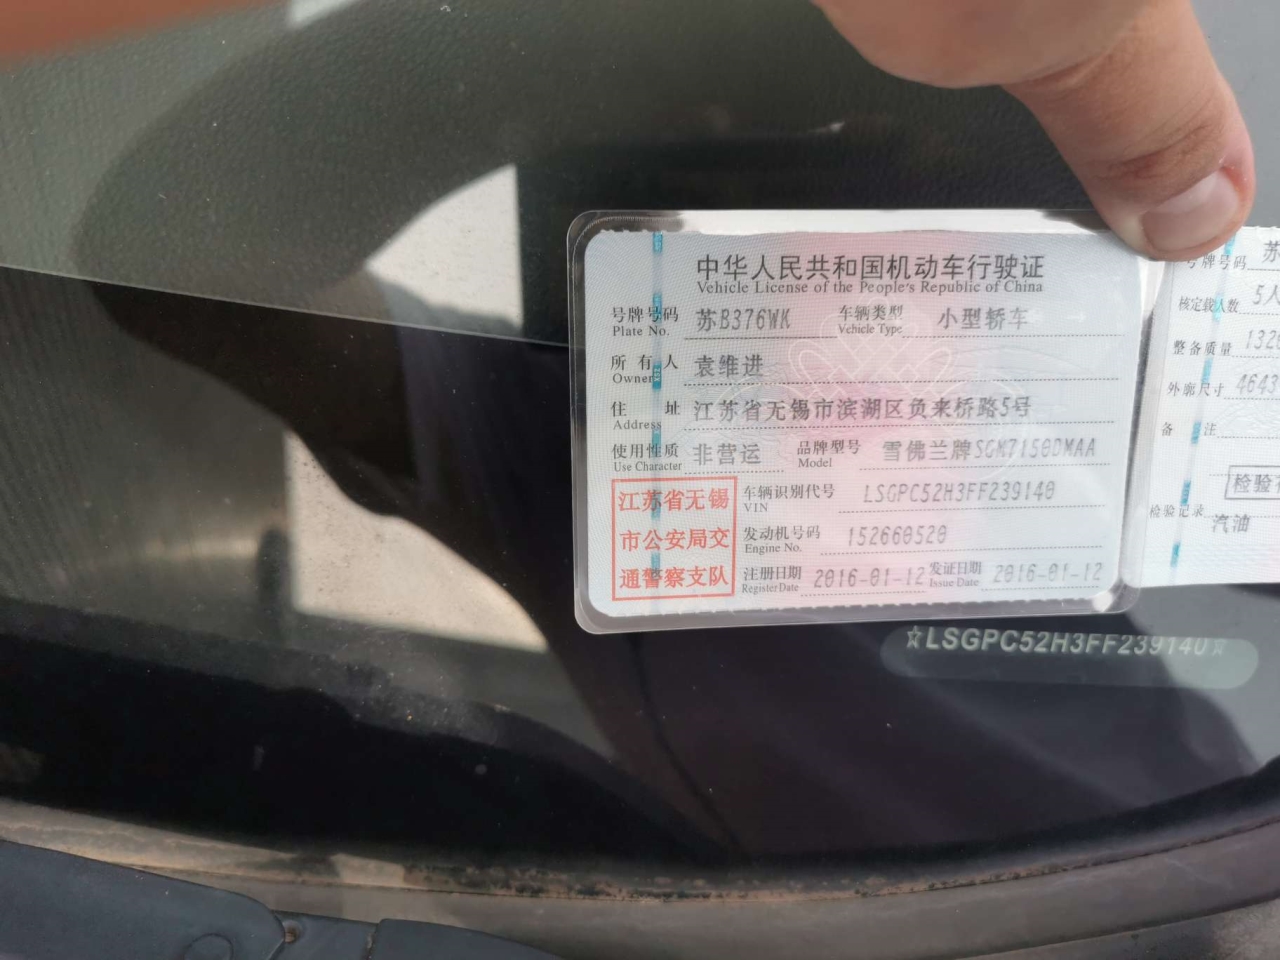 中华人民共和国机动车行驶证
Vehicle License of the People's Republic of China
号牌号码 苏B376WK 车辆类型 小型轿车
Plate No. Vehicle Type
所有人 袁维进
Owner
住址 江苏省无锡市滨湖区负来桥路5号
Address
使用性质 非营运 品牌型号 雪佛兰牌SGM7150DMAA
Use Character Model
江苏省无锡
市公安局交
通警察支队
车辆识别代号 LSGPC52H3FF239140
VIN
发动机号码 152660520
Engine No.
注册日期 2016-01-12 发证日期 2016-01-12
Register Date Issue Date
号牌号码 苏
核定载人数 5人
整备质量 132
外廓尺寸 4643
备注
检验记录
检验
汽油
☆LSGPC52H3FF239140☆